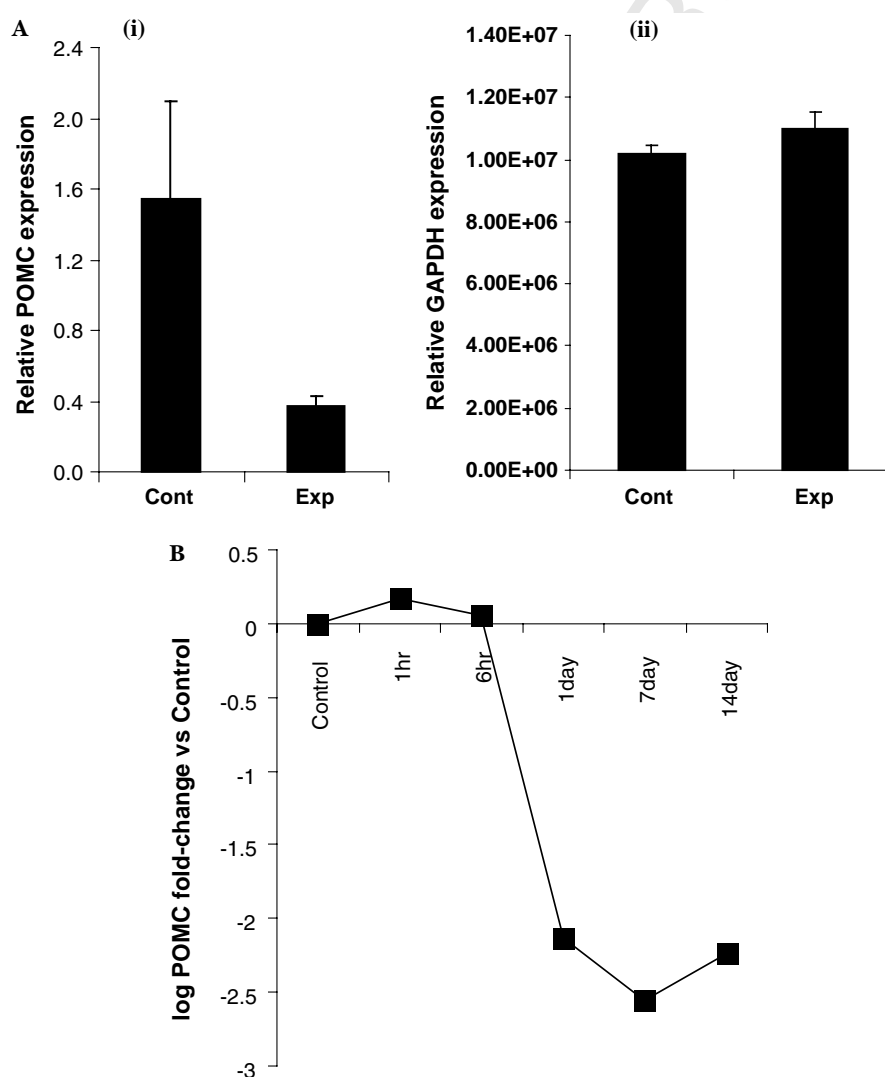 A
(i)
Relative POMC expression
2.4
2.0
1.6
1.2
0.8
0.4
0.0
Cont Exp
(ii)
Relative GAPDH expression
1.40E+07
1.20E+07
1.00E+07
8.00E+06
6.00E+06
4.00E+06
2.00E+06
0.00E+00
Cont Exp
B
log POMC fold-change vs Control
0.5
0
-0.5
-1
-1.5
-2
-2.5
-3
Control
1hr
6hr
1day
7day
14day